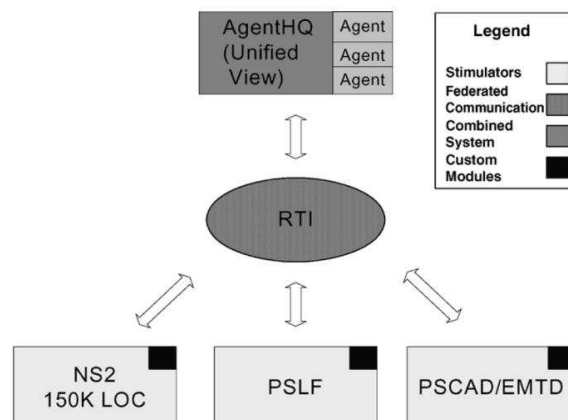 AgentHQ
(Unified
View)
Agent
Agent
Agent
Legend
Stimulators
Federated
Communication
Combined
System
Custom
Modules
RTI
NS2
150K LOC
PSLF
PSCAD/EMTD